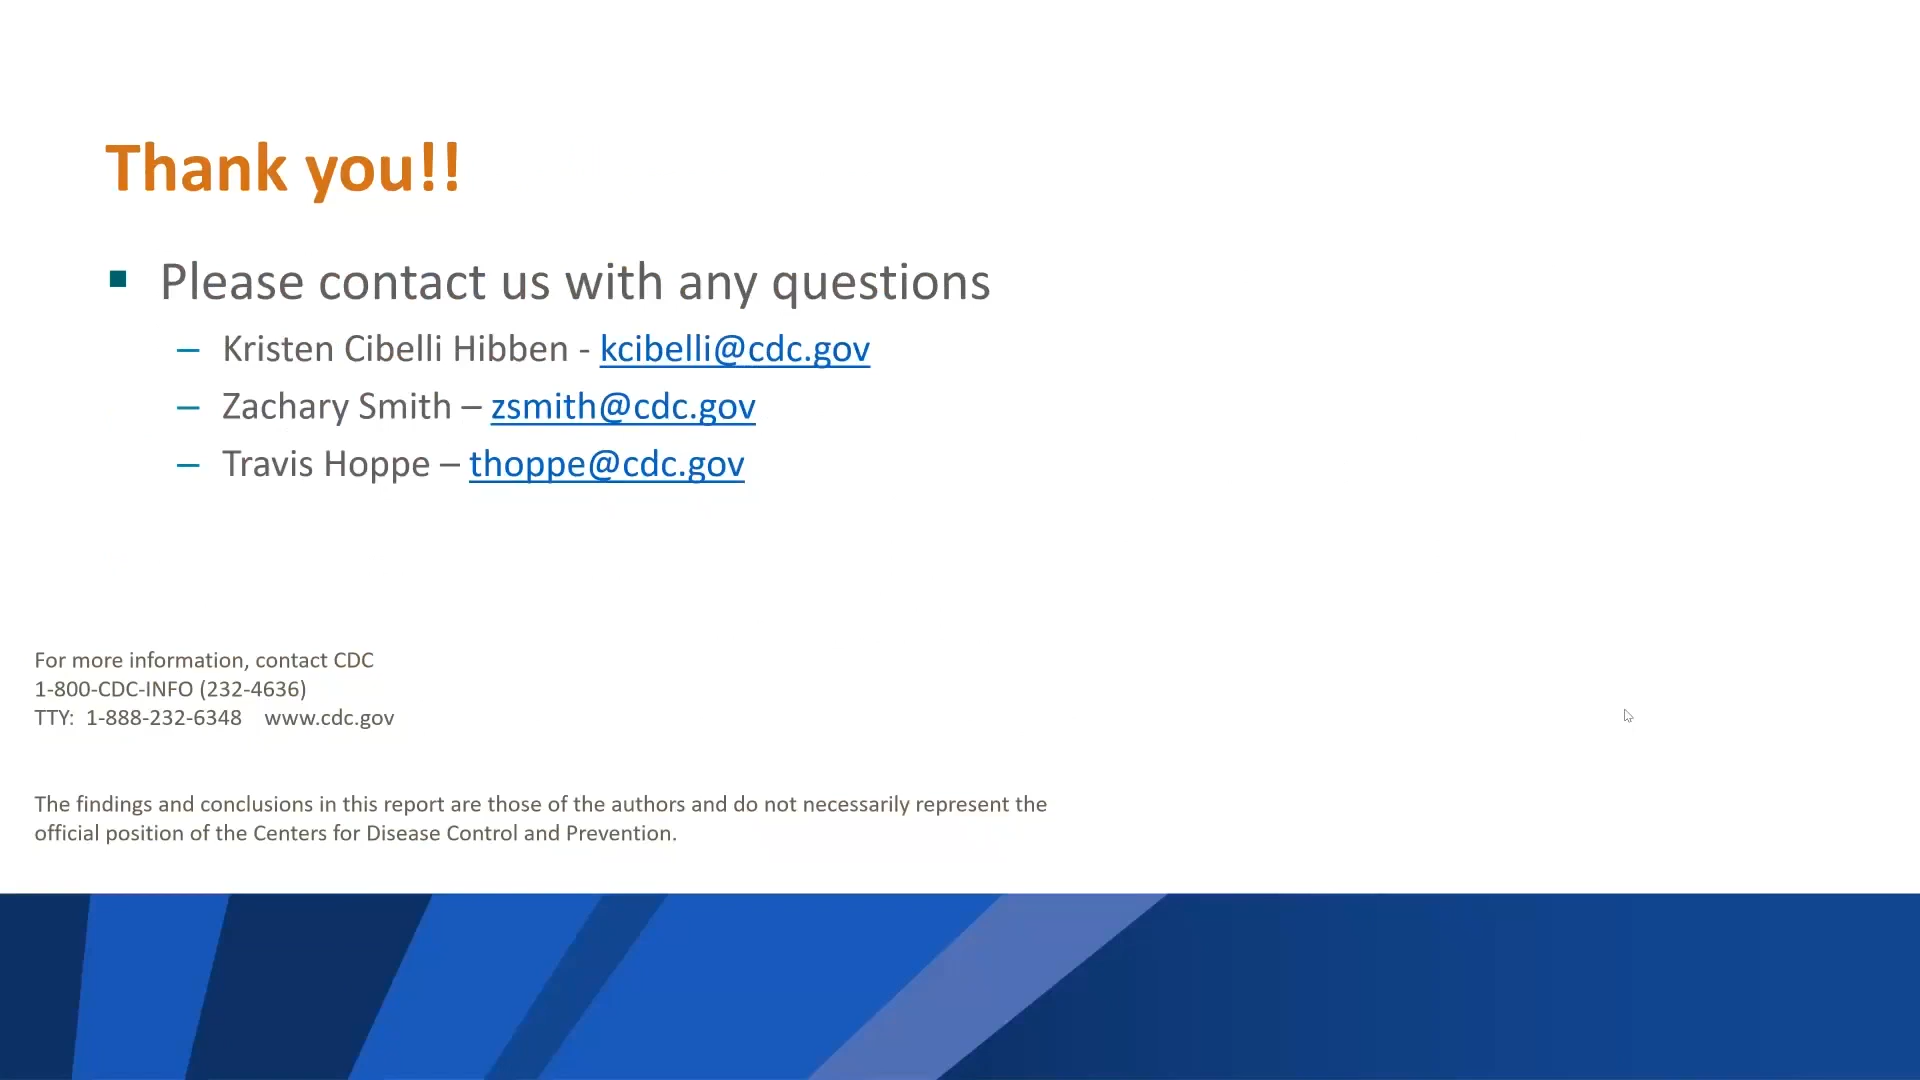 Thank you!!
▪ Please contact us with any questions
– Kristen Cibelli Hibben - kcibelli@cdc.gov
– Zachary Smith – zsmith@cdc.gov
– Travis Hoppe – thoppe@cdc.gov
For more information, contact CDC
1-800-CDC-INFO (232-4636)
TTY:  1-888-232-6348    www.cdc.gov
The findings and conclusions in this report are those of the authors and do not necessarily represent the
official position of the Centers for Disease Control and Prevention.